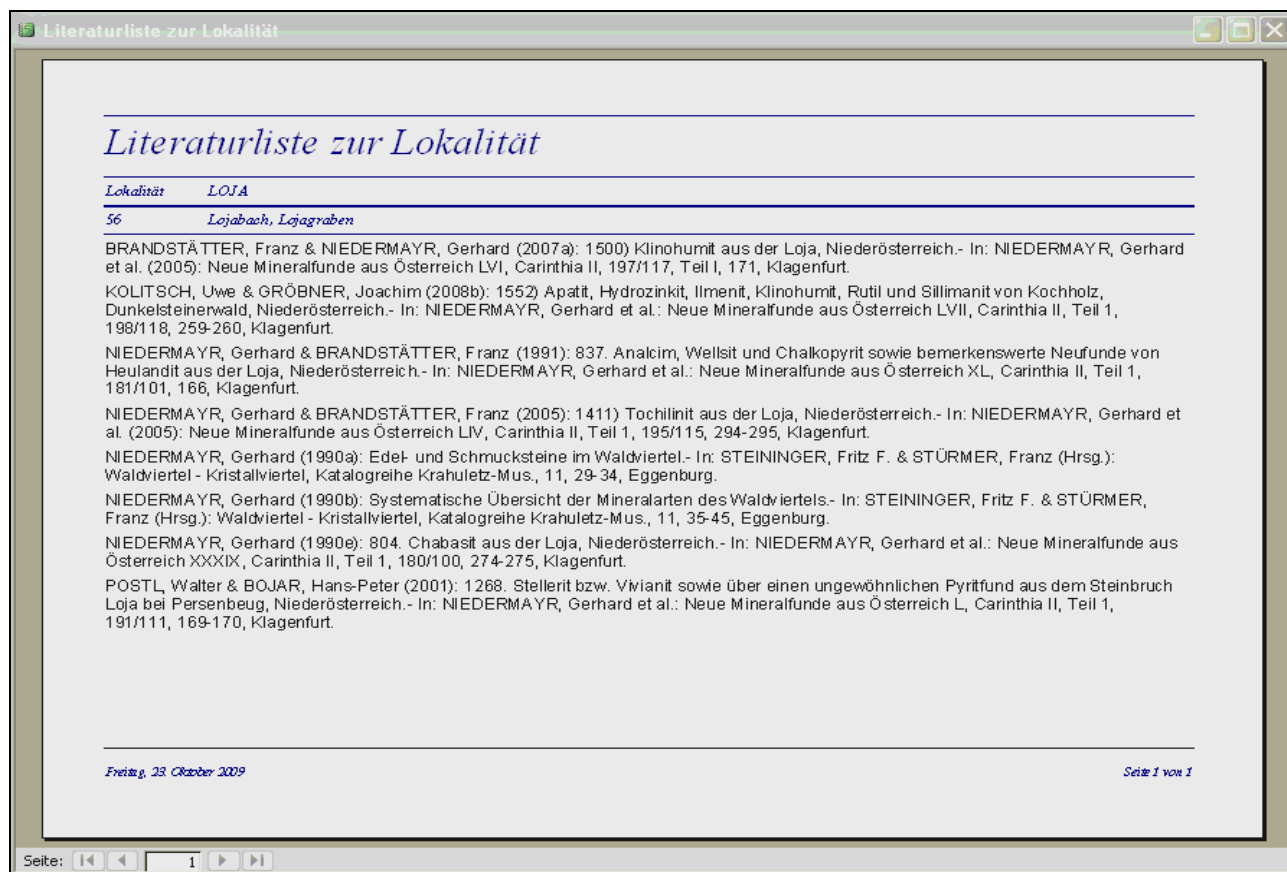 Literaturliste zur Lokalität
Literaturliste zur Lokalität
Lokalität LOJA
56 Lojabach, Lojagraben
BRANDSTÄTTER, Franz & NIEDERMAYR, Gerhard (2007a): 1500) Klinohumit aus der Loja, Niederösterreich.- In: NIEDERMAYR, Gerhard
et al. (2005): Neue Mineralfunde aus Österreich LVI, Carinthia II, 197/117, Teil I, 171, Klagenfurt.
KOLITSCH, Uwe & GRÖBNER, Joachim (2008b): 1552) Apatit, Hydrozinkit, Ilmenit, Klinohumit, Rutil und Sillimanit von Kochholz,
Dunkelsteinerwald, Niederösterreich.- In: NIEDERMAYR, Gerhard et al.: Neue Mineralfunde aus Österreich LVII, Carinthia II, Teil 1,
198/118, 259-260, Klagenfurt.
NIEDERMAYR, Gerhard & BRANDSTÄTTER, Franz (1991): 837. Analcim, Wellsit und Chalkopyrit sowie bemerkenswerte Neufunde von
Heulandit aus der Loja, Niederösterreich.- In: NIEDERMAYR, Gerhard et al.: Neue Mineralfunde aus Österreich XL, Carinthia II, Teil 1,
181/101, 166, Klagenfurt.
NIEDERMAYR, Gerhard & BRANDSTÄTTER, Franz (2005): 1411) Tochilinit aus der Loja, Niederösterreich.- In: NIEDERMAYR, Gerhard et
al. (2005): Neue Mineralfunde aus Österreich LIV, Carinthia II, Teil 1, 195/115, 294-295, Klagenfurt.
NIEDERMAYR, Gerhard (1990a): Edel- und Schmucksteine im Waldviertel.- In: STEININGER, Fritz F. & STÜRMER, Franz (Hrsg.):
Waldviertel - Kristallviertel, Katalogreihe Krahuletz-Mus., 11, 29-34, Eggenburg.
NIEDERMAYR, Gerhard (1990b): Systematische Übersicht der Mineralarten des Waldviertels.- In: STEININGER, Fritz F. & STÜRMER,
Franz (Hrsg.): Waldviertel - Kristallviertel, Katalogreihe Krahuletz-Mus., 11, 35-45, Eggenburg.
NIEDERMAYR, Gerhard (1990e): 804. Chabasit aus der Loja, Niederösterreich.- In: NIEDERMAYR, Gerhard et al.: Neue Mineralfunde aus
Österreich XXXIX, Carinthia II, Teil 1, 180/100, 274-275, Klagenfurt.
POSTL, Walter & BOJAR, Hans-Peter (2001): 1268. Stellerit bzw. Vivianit sowie über einen ungewöhnlichen Pyritfund aus dem Steinbruch
Loja bei Persenbeug, Niederösterreich.- In: NIEDERMAYR, Gerhard et al.: Neue Mineralfunde aus Österreich L, Carinthia II, Teil 1,
191/111, 169-170, Klagenfurt.
Freitag, 23. Oktober 2009 Seite 1 von 1
Seite: 1